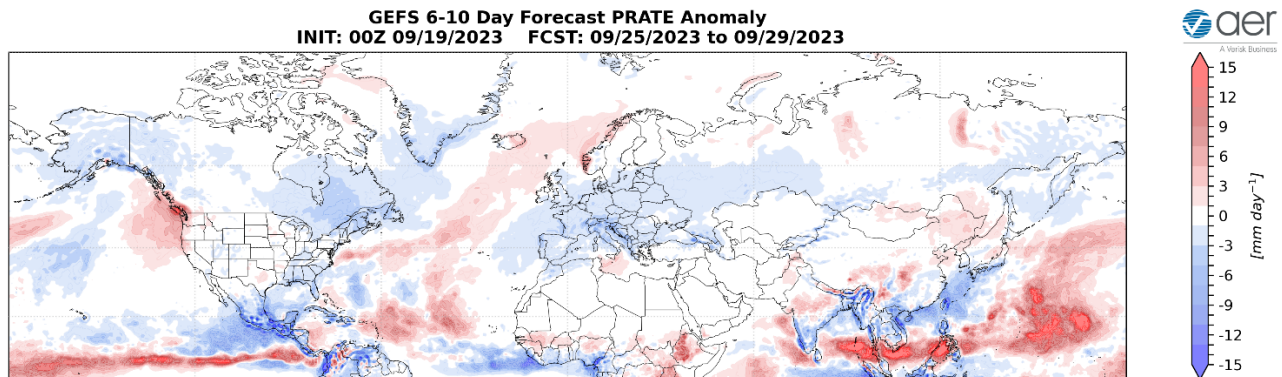 GEFS 6-10 Day Forecast PRATE Anomaly
INIT: 00Z 09/19/2023 FCST: 09/25/2023 to 09/29/2023
aer
A Verisk Business
15
12
9
6
3
0
-3
-6
-9
-12
-15
[mm day⁻¹]